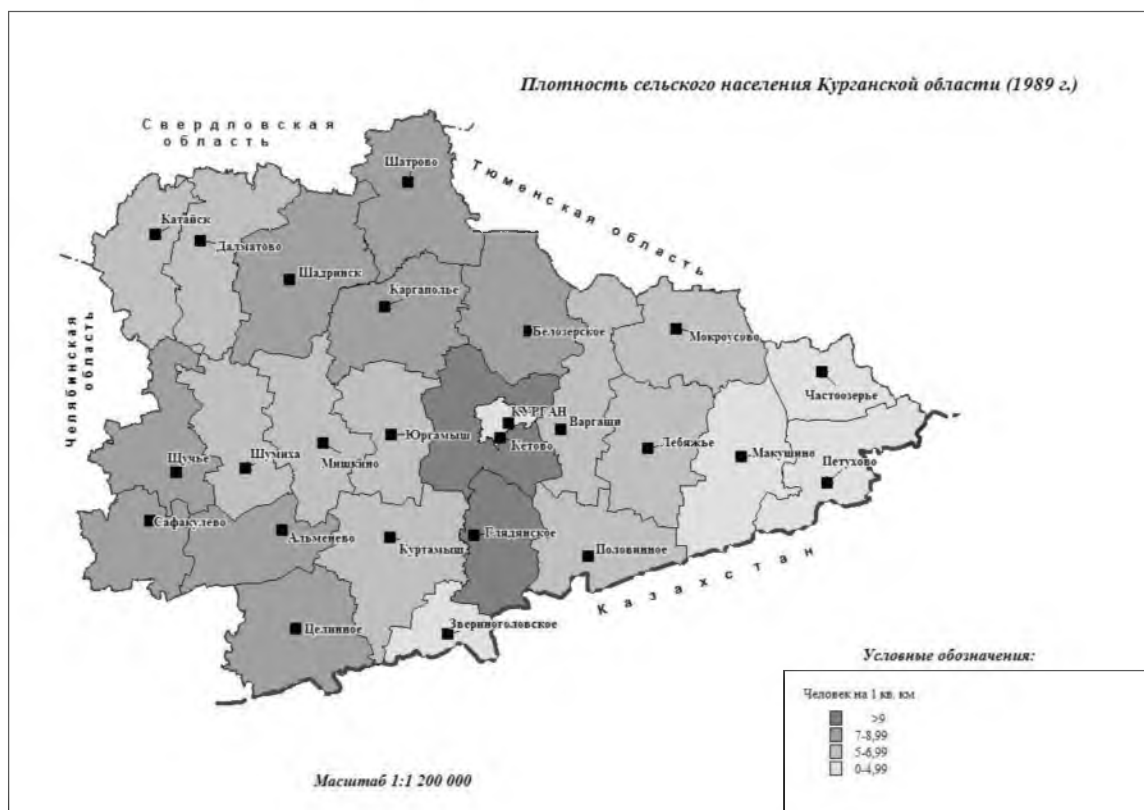 Плотность сельского населения Курганской области (1989 г.)
Свердловская
область
Тюменская область
Челябинская
область
Казахстан
Шатрово
Катайск
Далматово
Шадринск
Каргаполье
Белозерское
Мокроусово
Частоозерье
КУРГАН
Кетово
Варгаши
Юргамыш
Лебяжье
Макушино
Петухово
Мишкино
Шумиха
Щучье
Сафакулево
Альменево
Куртамыш
Глядянское
Половинное
Звериноголовское
Целинное
Условные обозначения:
Человек на 1 кв. км
>9
7-8,99
5-6,99
0-4,99
Масштаб 1:1 200 000